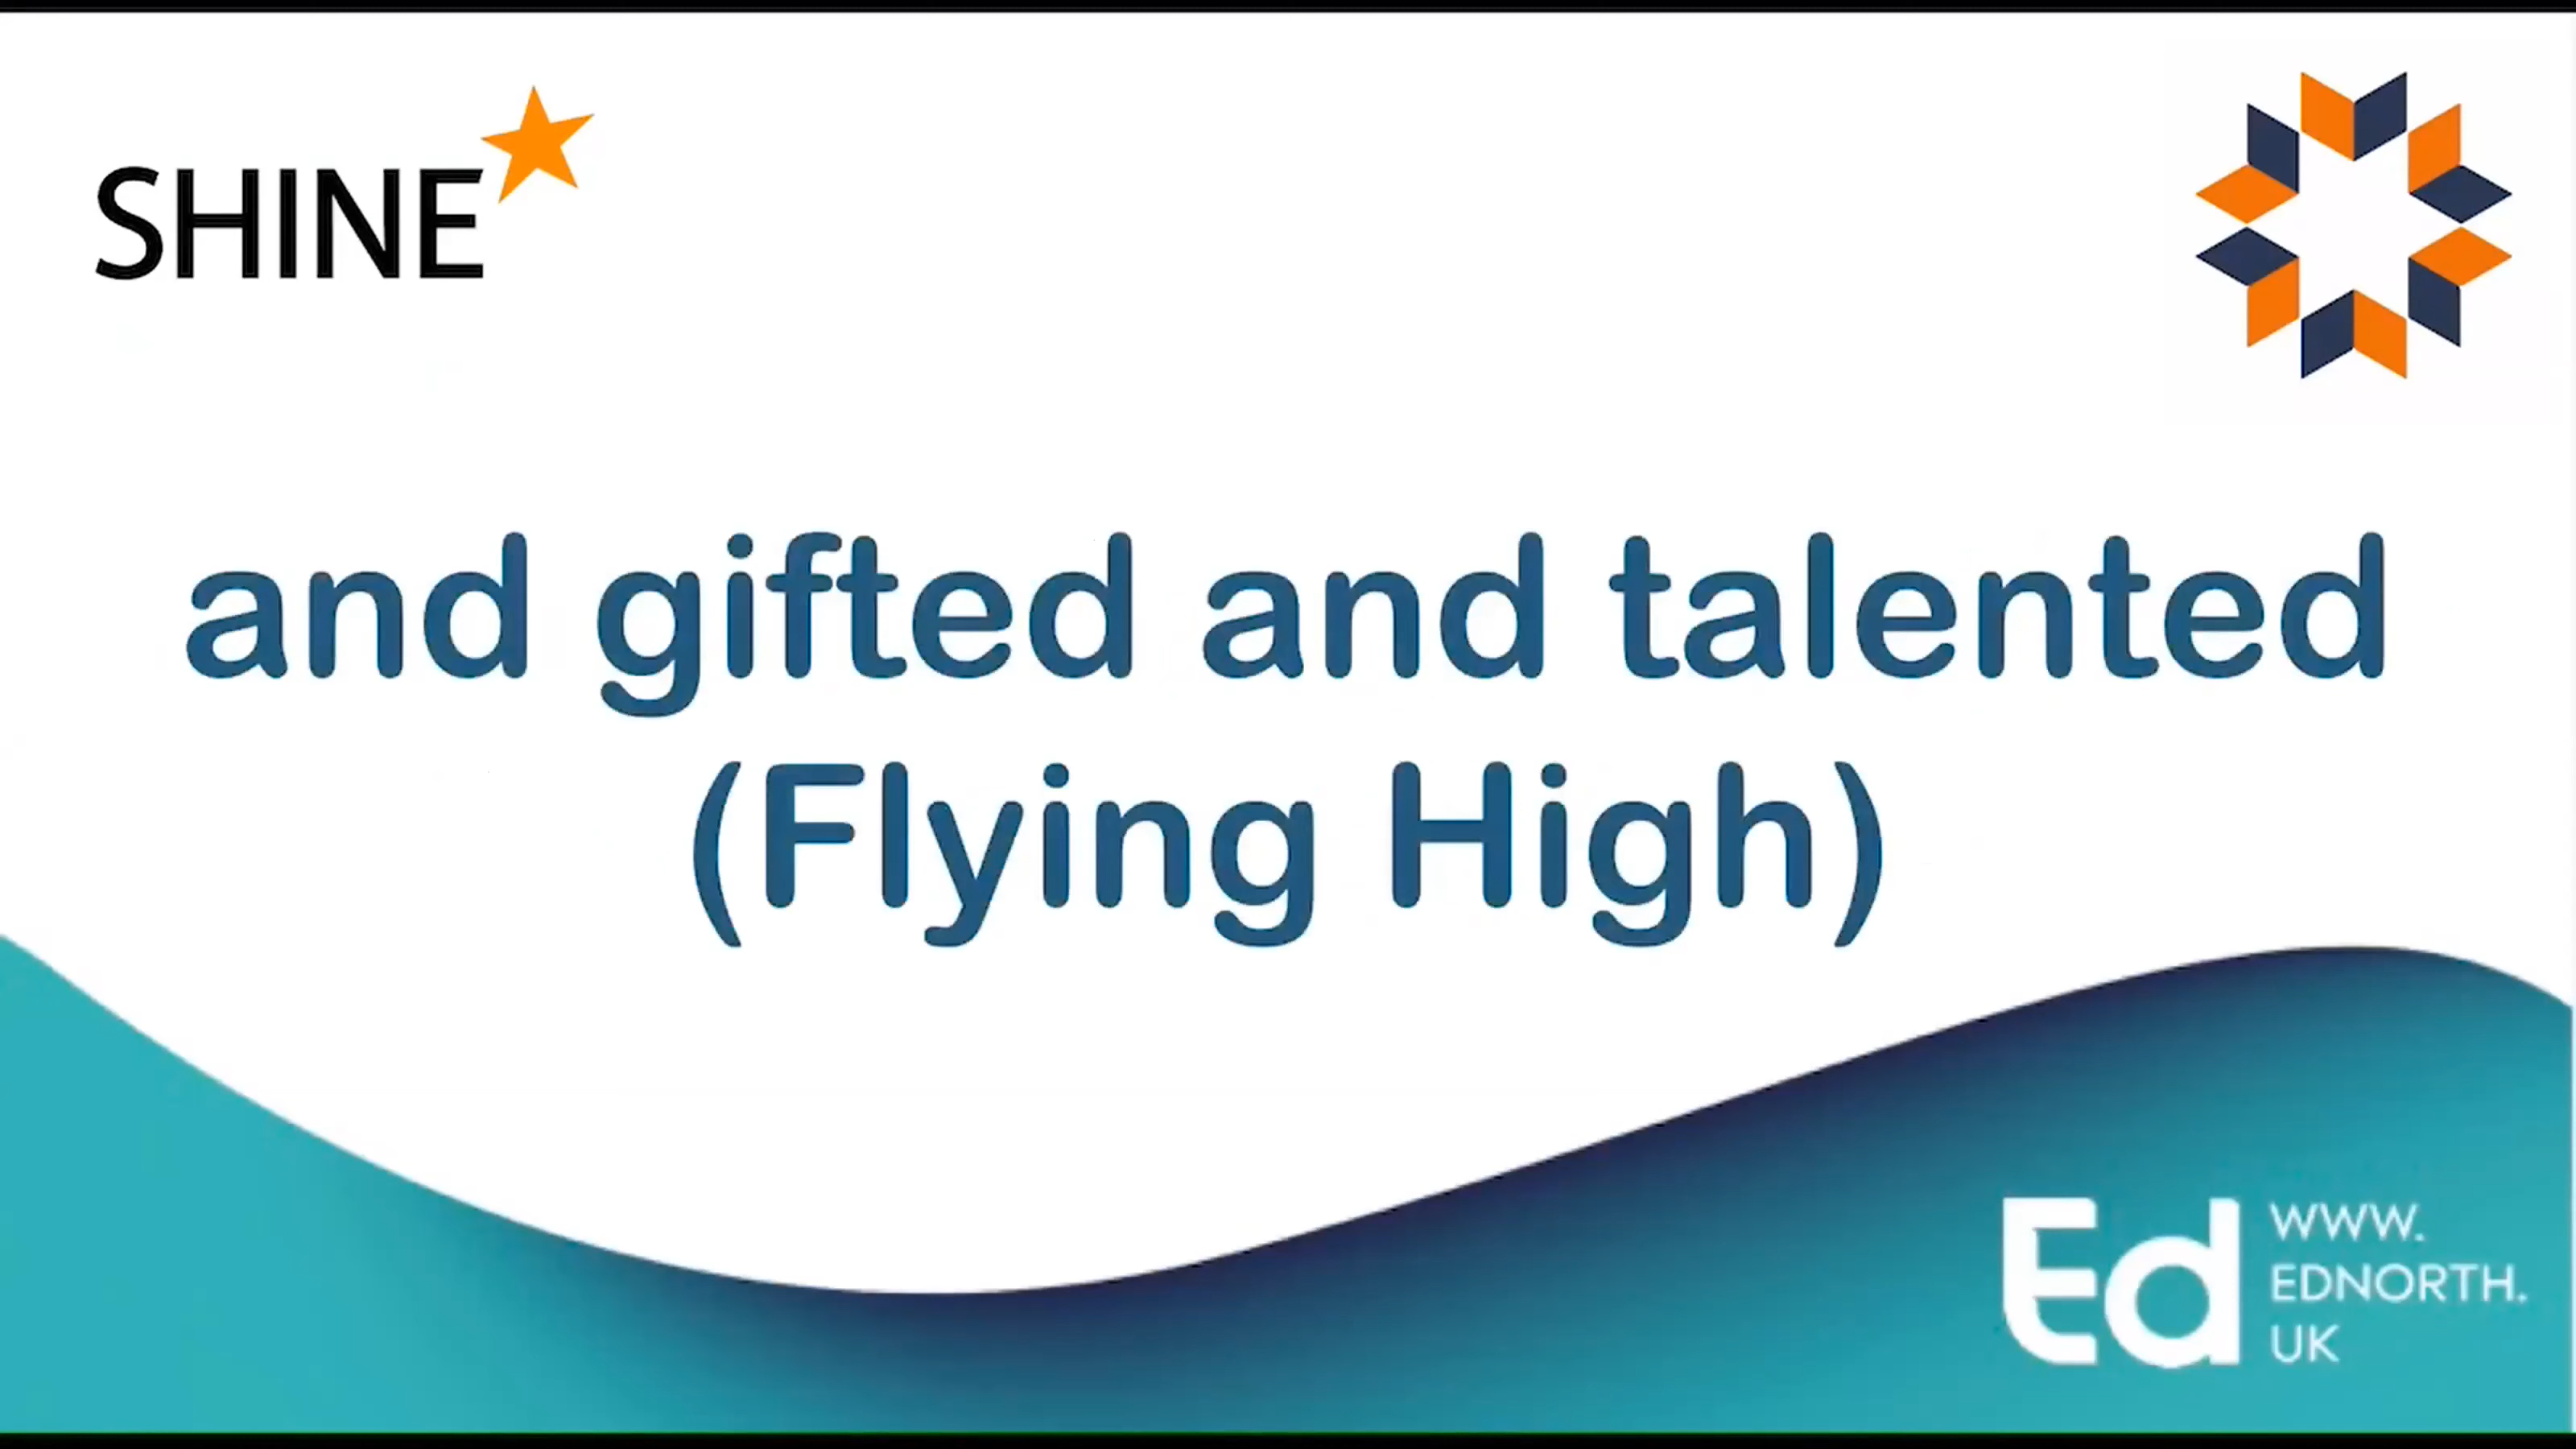 SHINE
and gifted and talented
(Flying High)
Ed
WWW.
EDNORTH.
UK